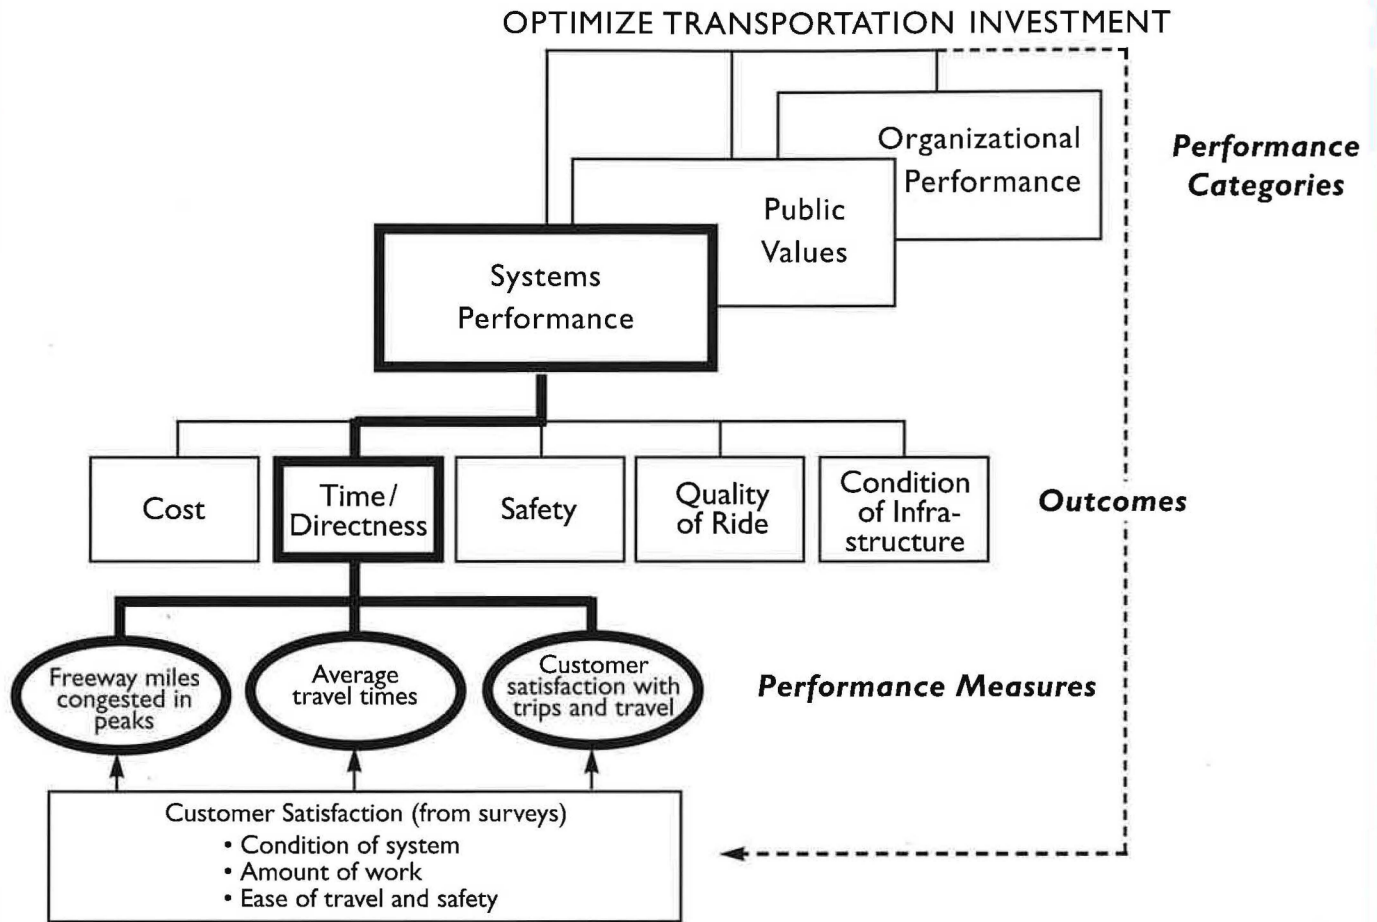 OPTIMIZE TRANSPORTATION INVESTMENT
Organizational
Performance
Performance
Categories
Public
Values
Systems
Performance
Cost
Time/
Directness
Safety
Quality
of Ride
Condition
of Infra-
structure
Outcomes
Freeway miles
congested in
peaks
Average
travel times
Customer
satisfaction with
trips and travel
Performance Measures
Customer Satisfaction (from surveys)
• Condition of system
• Amount of work
• Ease of travel and safety